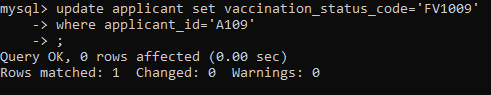 mysql> update applicant set vaccination_status_code='FV1009'
    -> where applicant_id='A109'
    -> ;
Query OK, 0 rows affected (0.00 sec)
Rows matched: 1  Changed: 0  Warnings: 0